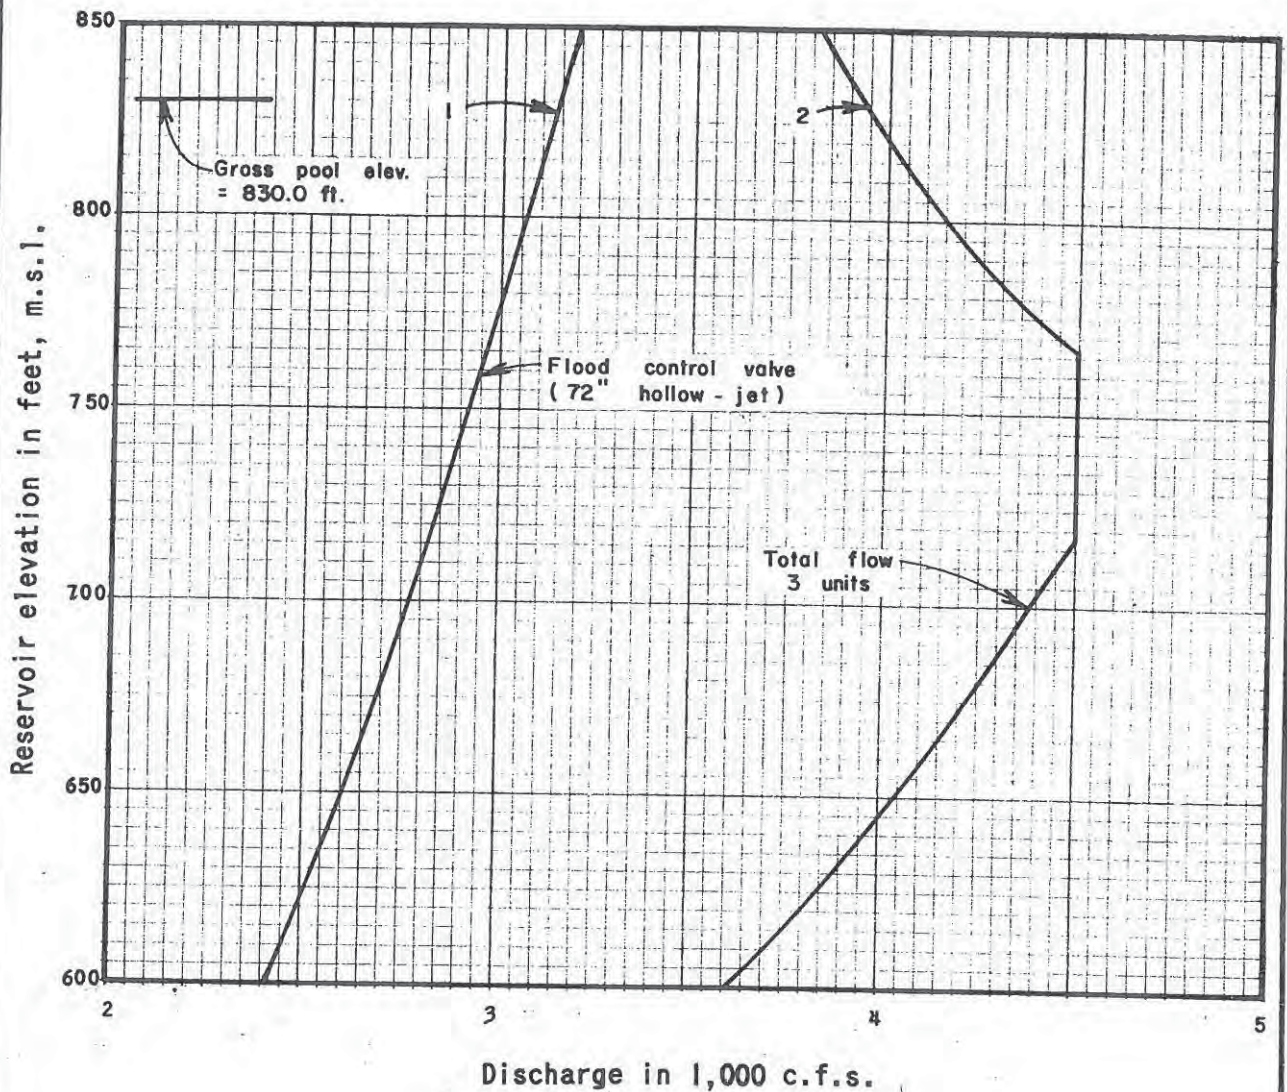 850
800
750
700
650
600
Reservoir elevation in feet, m.s.l.
1
2
Gross pool elev.
= 830.0 ft.
Flood control valve
(72" hollow-jet)
Total flow
3 units
2
3
4
5
Discharge in 1,000 c.f.s.